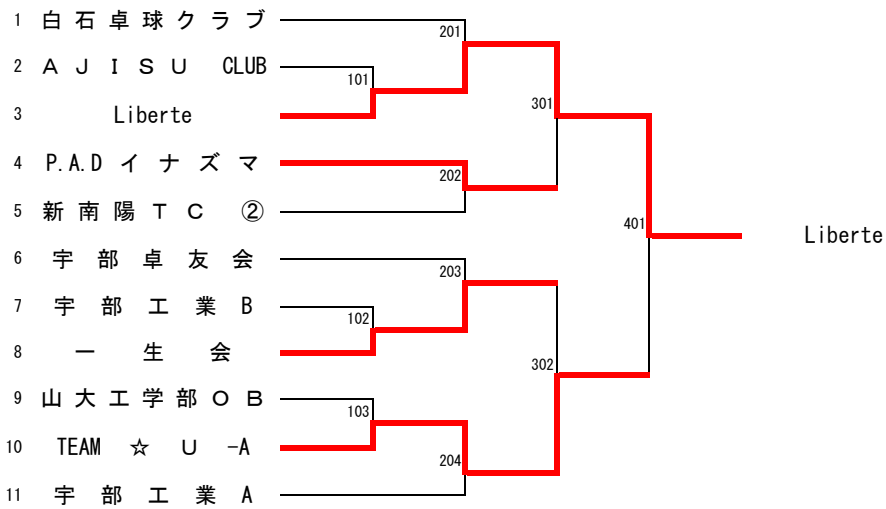 1 白石卓球クラブ
201
2 ＡＪＩＳＵ CLUB
101
3 Liberte
301
4 P.A.Dイナズマ
202
5 新南陽ＴＣ ②
401
Liberte
6 宇部卓友会
203
7 宇部工業B
102
8 一生会
302
9 山大工学部ＯＢ
103
10 TEAM ☆ U -A
204
11 宇部工業A